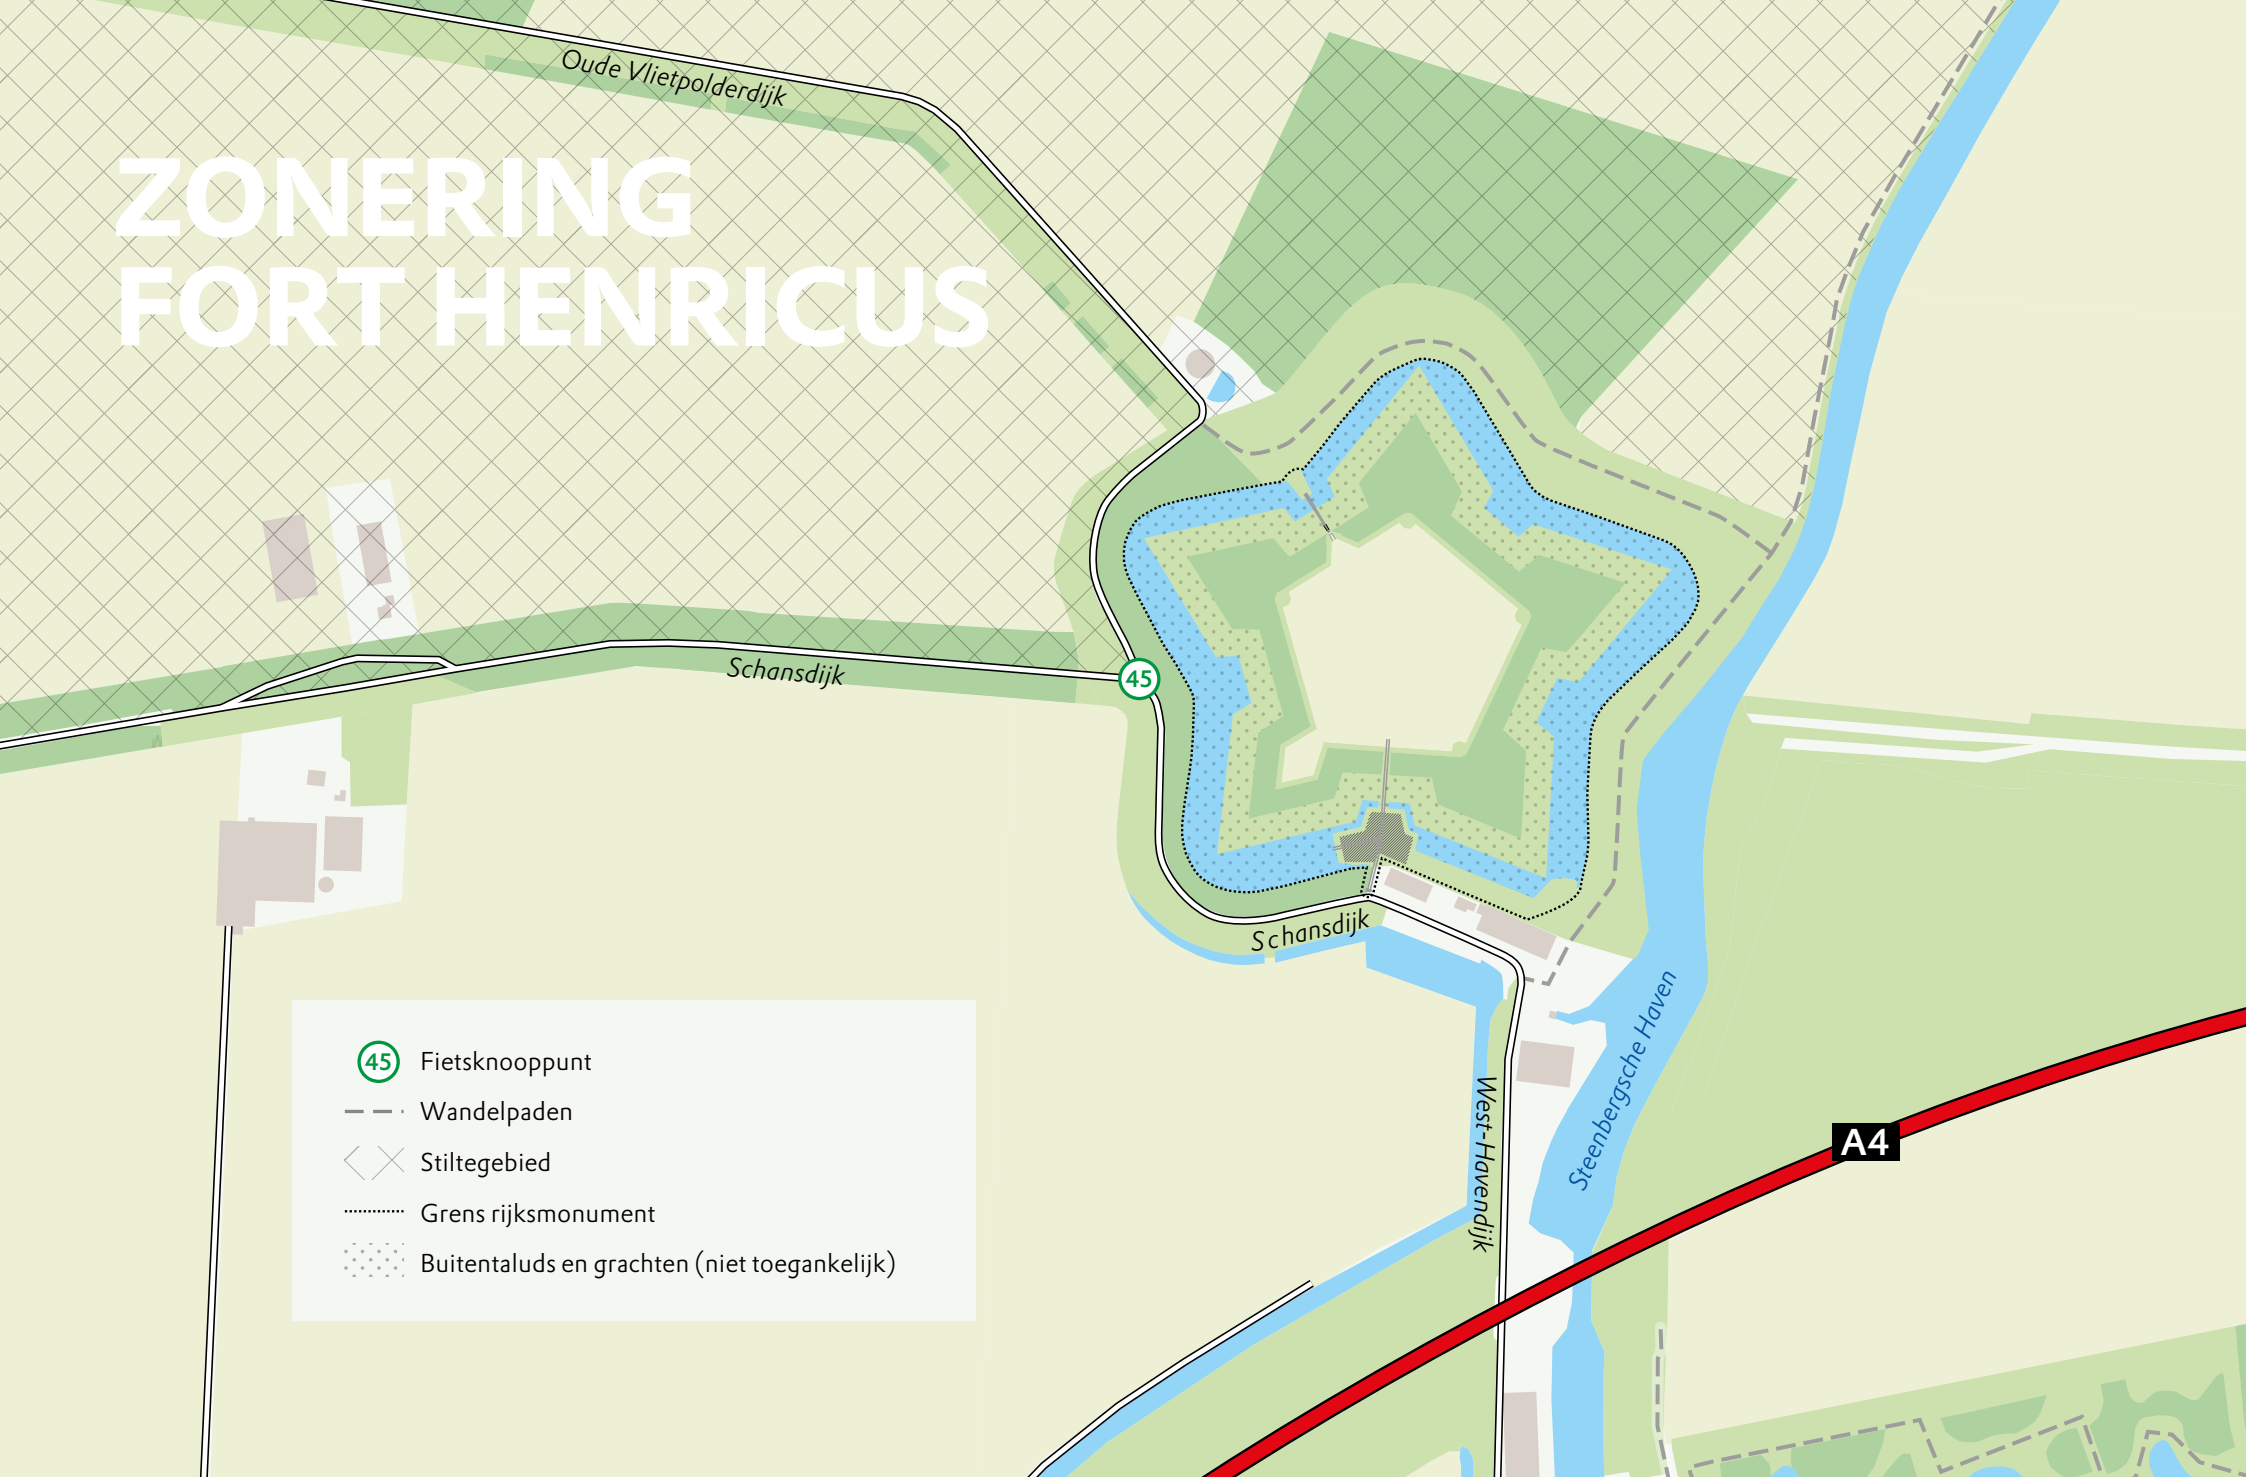 Oude Vlietpolderdijk
ZONERING
FORT HENRICUS
Schansdijk
45
Schansdijk
Steenbergsche Haven
West-Havendijk
A4
45 Fietsknooppunt
Wandelpaden
Stiltegebied
Grens rijksmonument
Buitentaluds en grachten (niet toegankelijk)